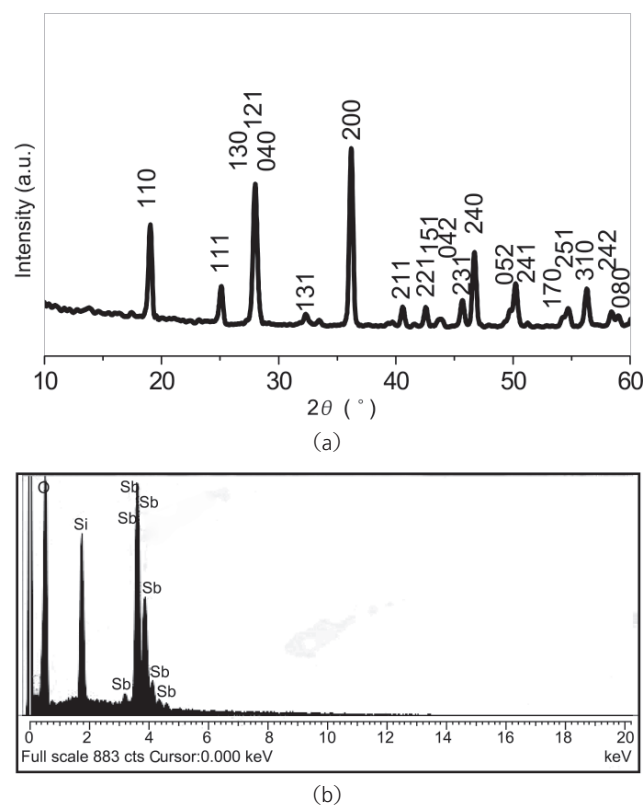 200
130 121
040
110
240
151
042
111
131
211
221
231
052
241
170
251
310
242
080
Intensity (a.u.)
10 20 30 40 50 60
2θ (°)
(a)
O
Sb
Sb
Sb
Si
Sb
Sb
Sb
Sb
0 2 4 6 8 10 12 14 16 18 20
Full scale 883 cts Cursor:0.000 keV keV
(b)